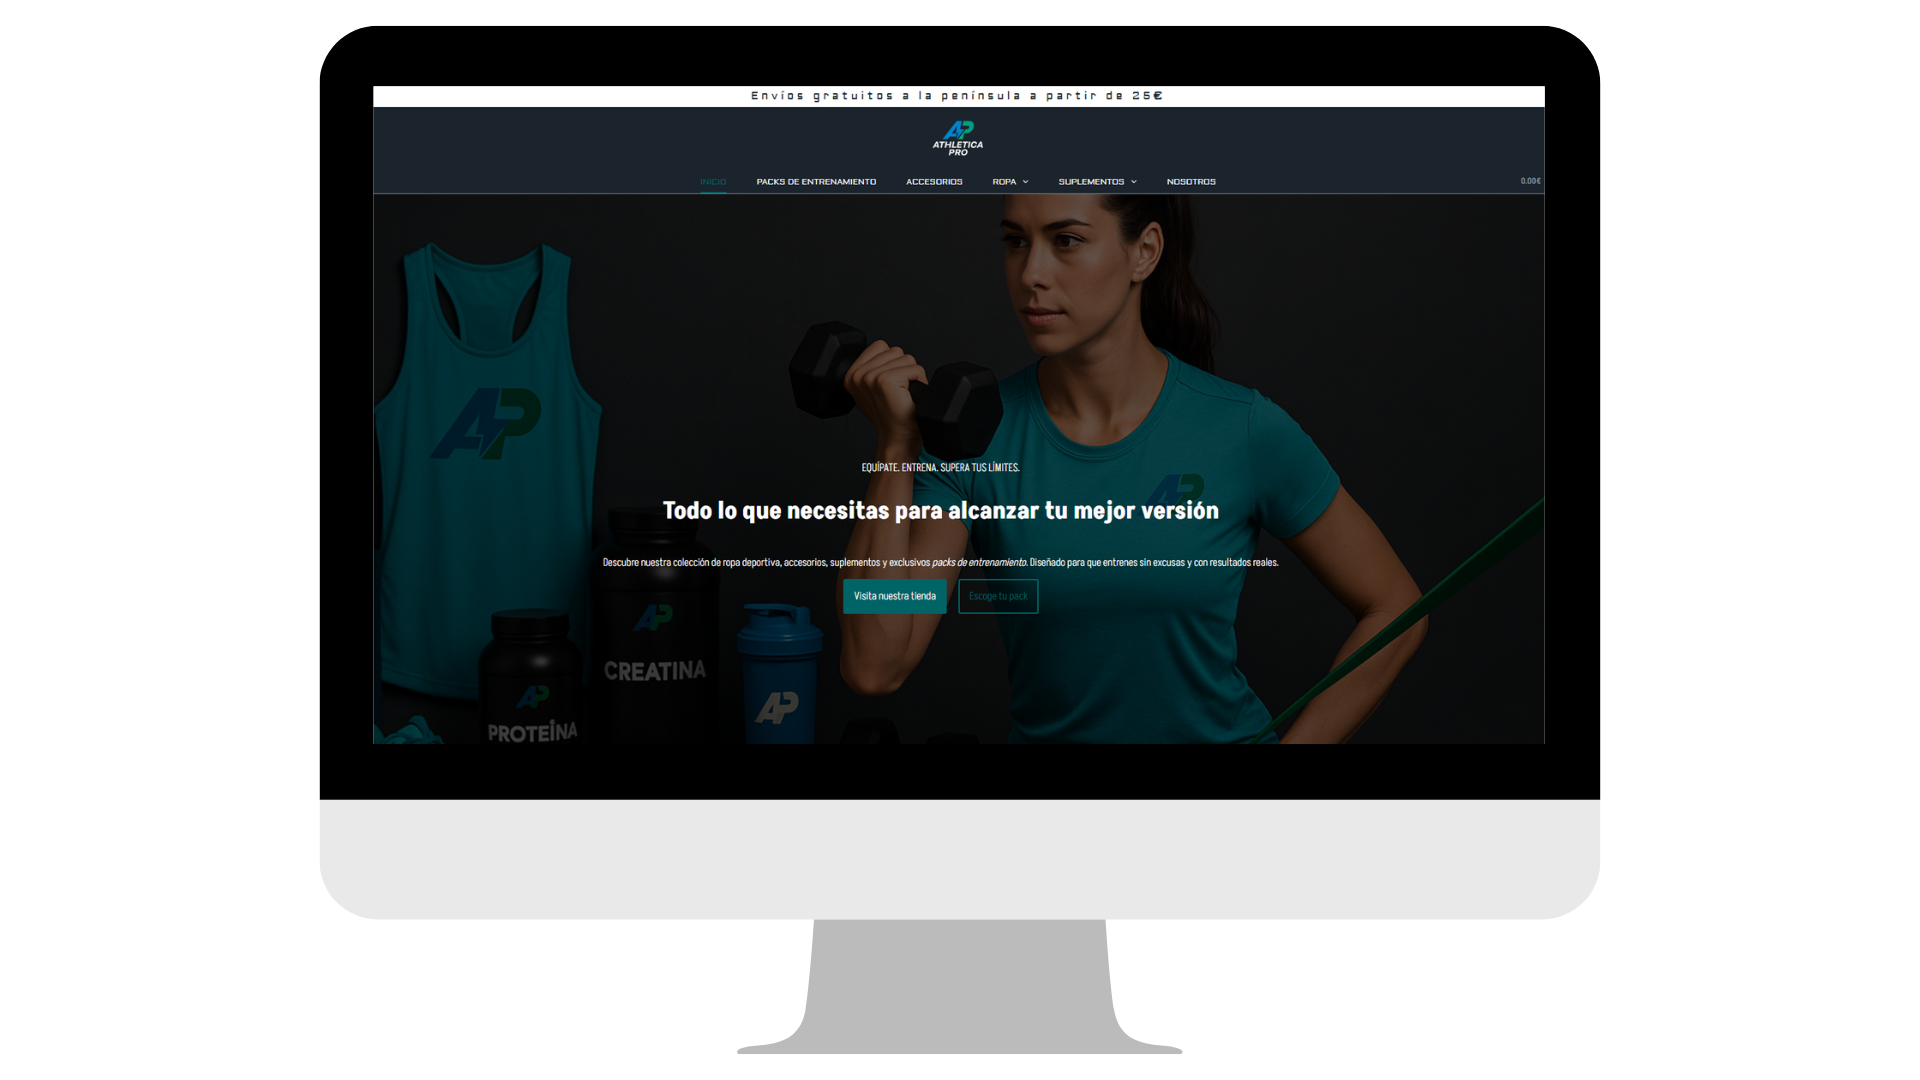 Envíos gratuitos a la península a partir de 25€
AP
ATHLETICA
PRO
INICIO PACKS DE ENTRENAMIENTO ACCESORIOS ROPA SUPLEMENTOS NOSOTROS 0.00€
AP
AP
EQUÍPATE. ENTRENA. SUPERA TUS LÍMITES.
Todo lo que necesitas para alcanzar tu mejor versión
Descubre nuestra colección de ropa deportiva, accesorios, suplementos y exclusivos packs de entrenamiento. Diseñado para que entrenes sin excusas y con resultados reales.
Visita nuestra tienda Escoge tu pack
AP
CREATINA
AP
PROTEÍNA
AP